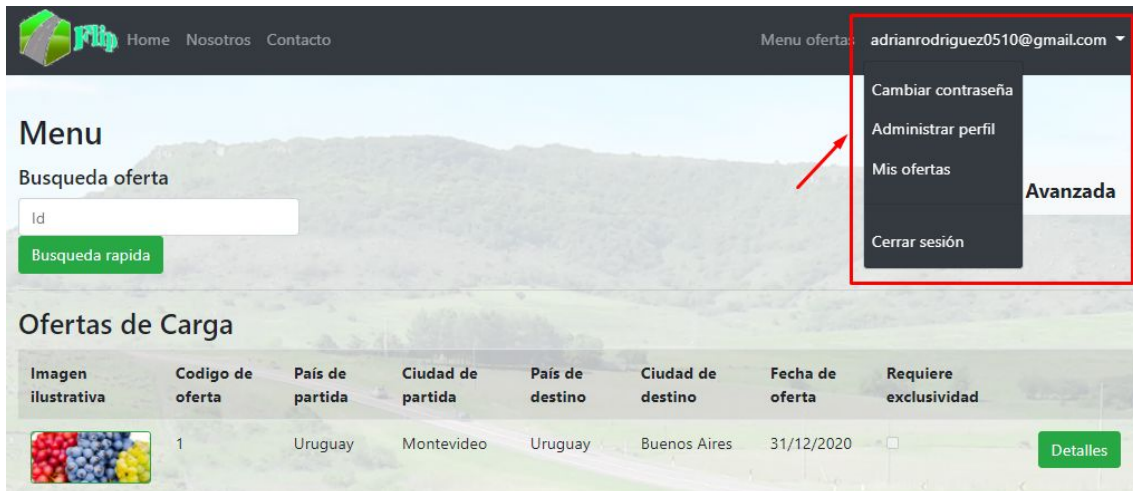 Flip Home Nosotros Contacto Menu ofertas adrianrodriguez0510@gmail.com
Cambiar contraseña
Administrar perfil
Mis ofertas
Cerrar sesión
Menu
Busqueda oferta
Avanzada
Id
Busqueda rapida
Ofertas de Carga
Imagen ilustrativa Codigo de oferta País de partida Ciudad de partida País de destino Ciudad de destino Fecha de oferta Requiere exclusividad
1 Uruguay Montevideo Uruguay Buenos Aires 31/12/2020 Detalles